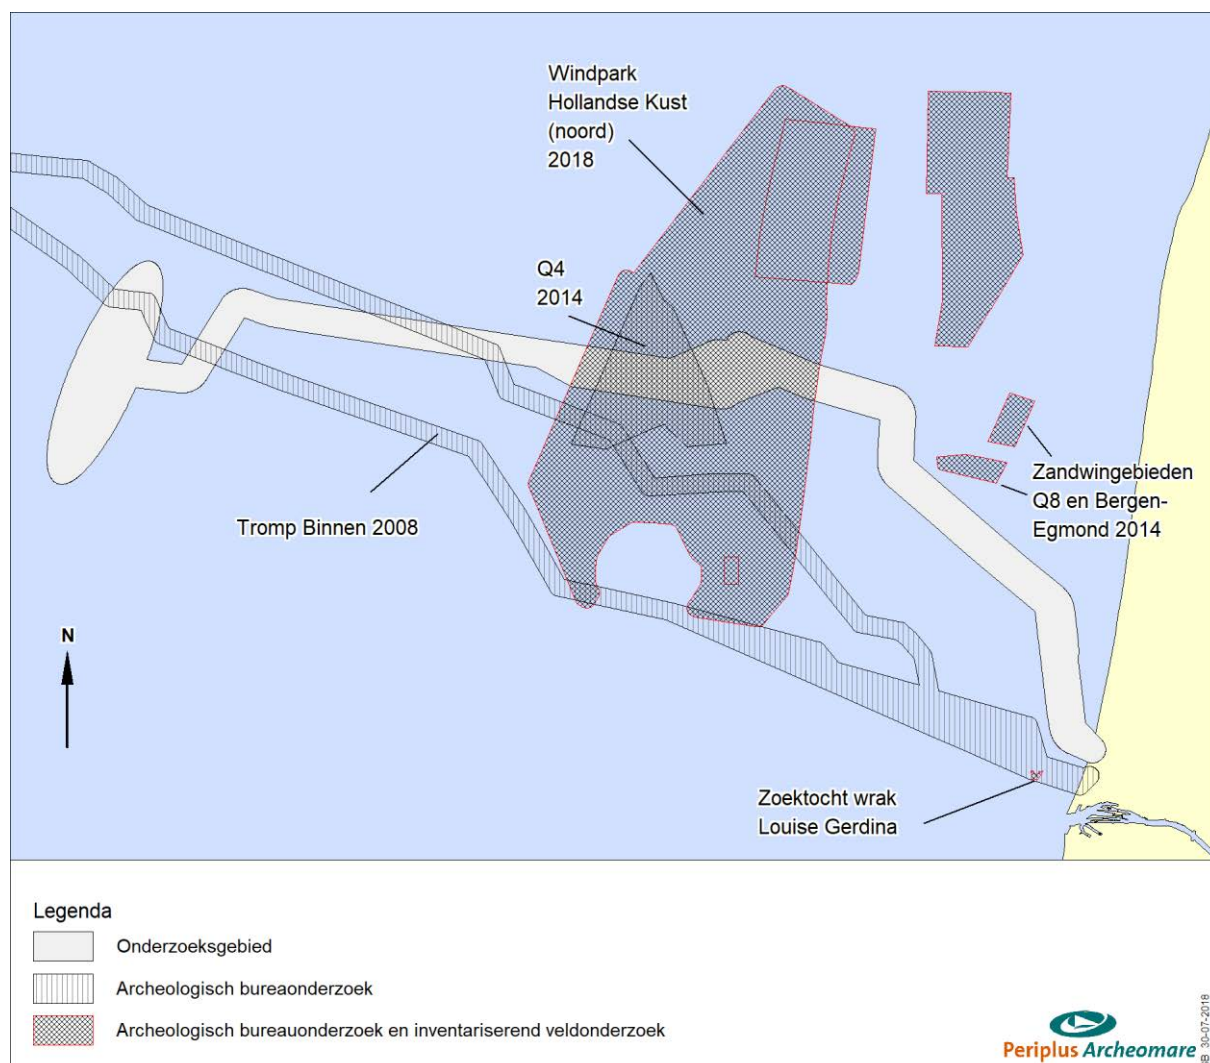 Windpark
Hollandse Kust
(noord)
2018
Q4
2014
Zandwingebieden
Q8 en Bergen-
Egmond 2014
Tromp Binnen 2008
N
Zoektocht wrak
Louise Gerdina
Legenda
Onderzoeksgebied
Archeologisch bureaonderzoek
Archeologisch bureauonderzoek en inventariserend veldonderzoek
Periplus Archeomare
IB 30-07-2018